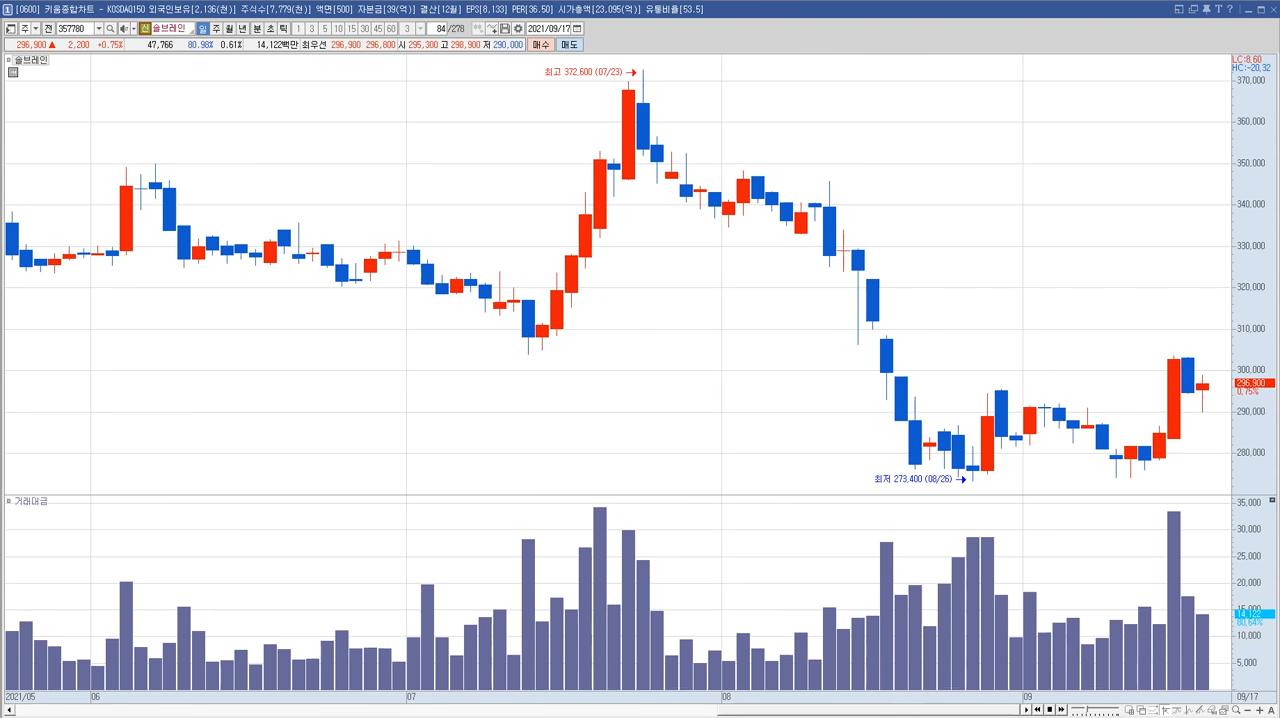 [0600] 키움종합차트 - KOSDAQ150 외국인보유[2,136(천)] 주식수[7,779(천)] 액면[500] 자본금[39(억)] 결산[12월] EPS[8,133] PER[36.50] 시가총액[23,095(억)] 유통비율[53.5]
주 전 357780 신 솔브레인 일 주 월 년 분 초 틱 1 3 5 10 15 30 45 60 3 84 /278 2021/09/17
296,900 ▲ 2,200 +0.75% 47,766 80.98% 0.61% 14,122백만 최우선 296,900 296,800 시 295,300 고 298,900 저 290,000 매수 매도
솔브레인
LC:8,60
HC:-20,32
최고 372,600 (07/23)
370,000
360,000
350,000
340,000
330,000
320,000
310,000
300,000
296,900
0,75%
290,000
280,000
최저 273,400 (08/26)
거래대금
35,000
30,000
25,000
20,000
15,000
14,122
80,64%
10,000
5,000
2021/05 06 07 08 09 09/17